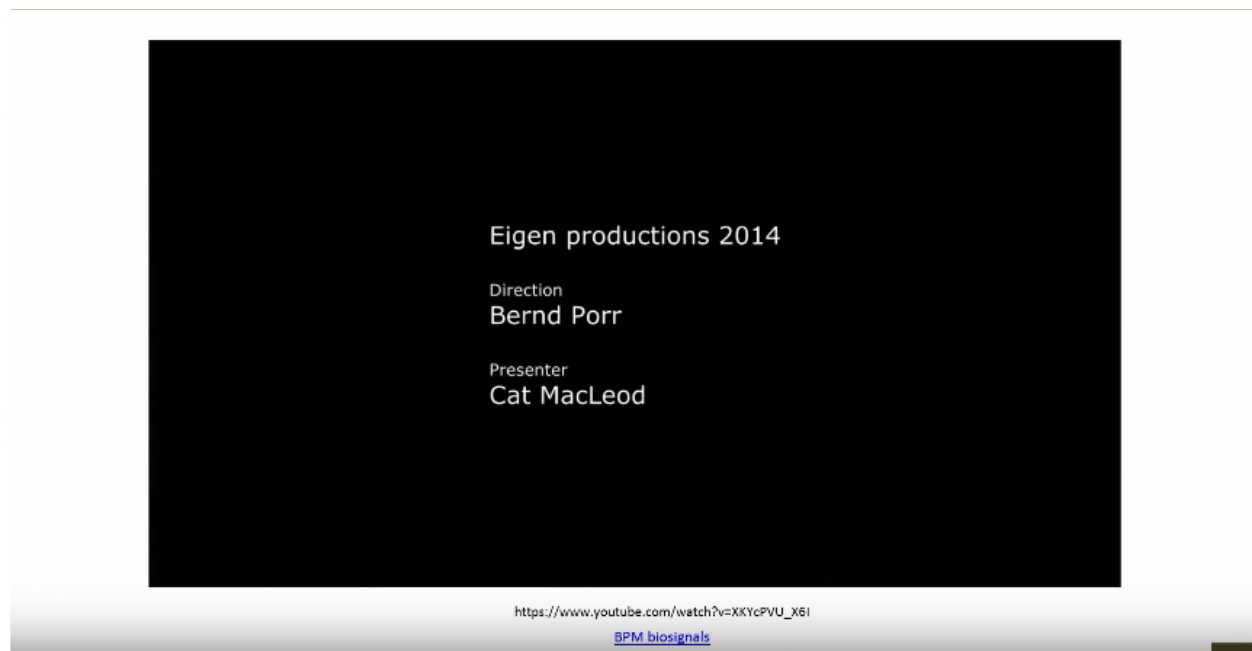 Eigen productions 2014
Direction
Bernd Porr
Presenter
Cat MacLeod
https://www.youtube.com/watch?v=XKYcPVU_X6I
BPM biosignals